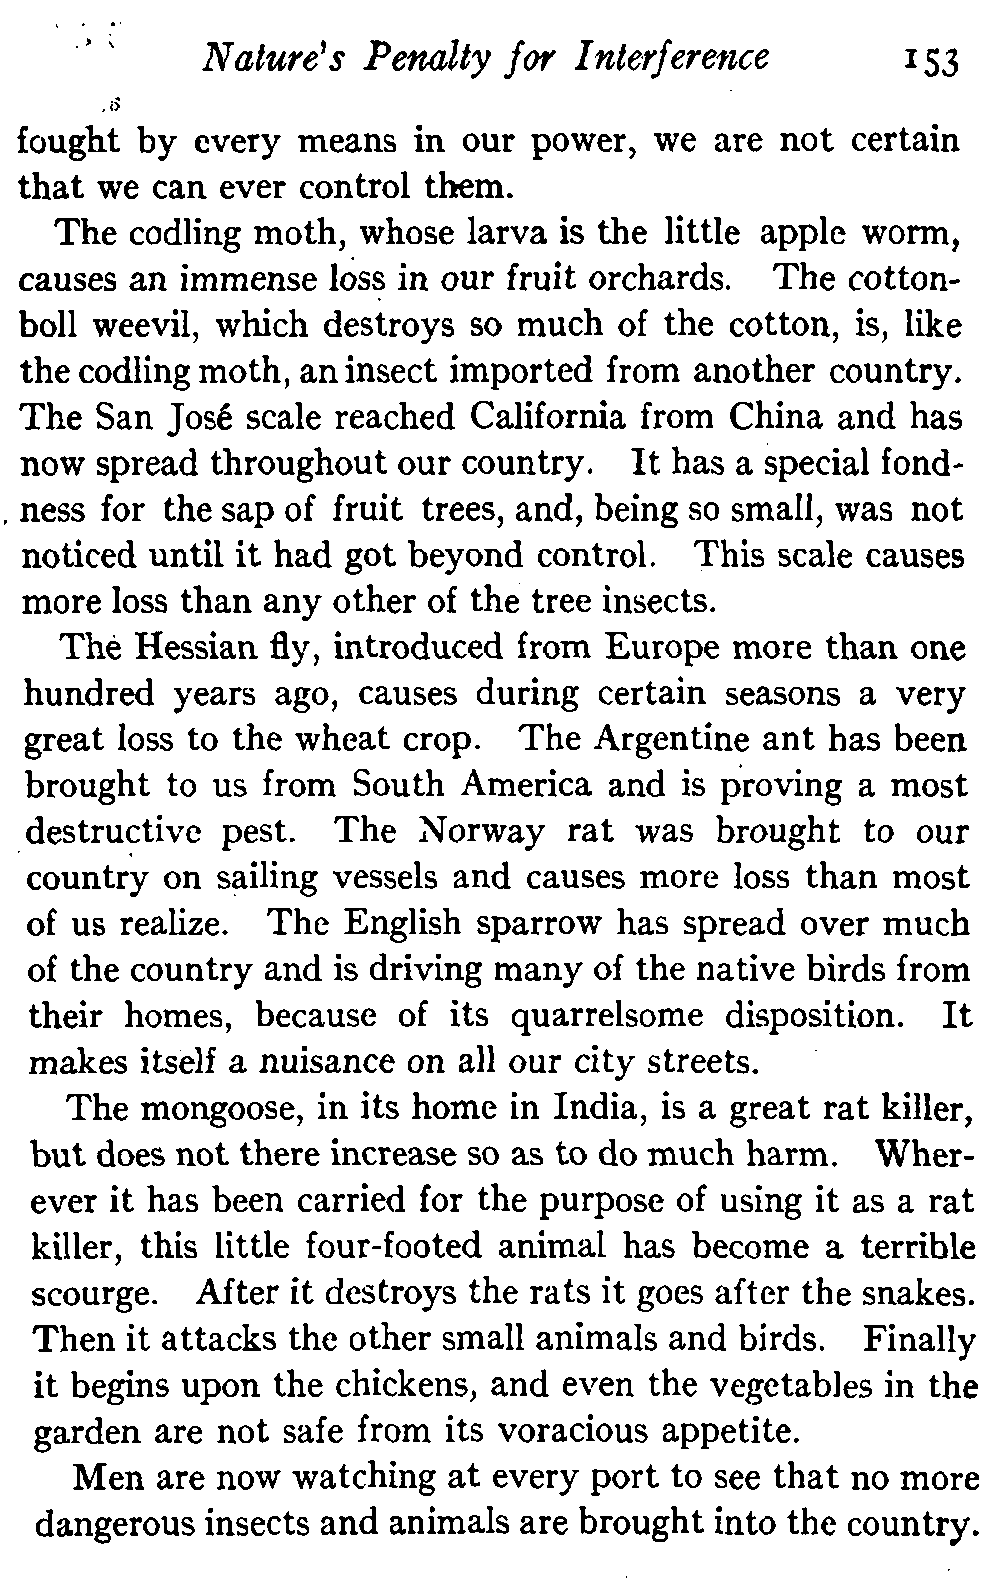 Nature's Penalty for Interference 153
fought by every means in our power, we are not certain
that we can ever control them.
The codling moth, whose larva is the little apple worm,
causes an immense loss in our fruit orchards. The cotton-
boll weevil, which destroys so much of the cotton, is, like
the codling moth, an insect imported from another country.
The San José scale reached California from China and has
now spread throughout our country. It has a special fond-
ness for the sap of fruit trees, and, being so small, was not
noticed until it had got beyond control. This scale causes
more loss than any other of the tree insects.
The Hessian fly, introduced from Europe more than one
hundred years ago, causes during certain seasons a very
great loss to the wheat crop. The Argentine ant has been
brought to us from South America and is proving a most
destructive pest. The Norway rat was brought to our
country on sailing vessels and causes more loss than most
of us realize. The English sparrow has spread over much
of the country and is driving many of the native birds from
their homes, because of its quarrelsome disposition. It
makes itself a nuisance on all our city streets.
The mongoose, in its home in India, is a great rat killer,
but does not there increase so as to do much harm. Wher-
ever it has been carried for the purpose of using it as a rat
killer, this little four-footed animal has become a terrible
scourge. After it destroys the rats it goes after the snakes.
Then it attacks the other small animals and birds. Finally
it begins upon the chickens, and even the vegetables in the
garden are not safe from its voracious appetite.
Men are now watching at every port to see that no more
dangerous insects and animals are brought into the country.